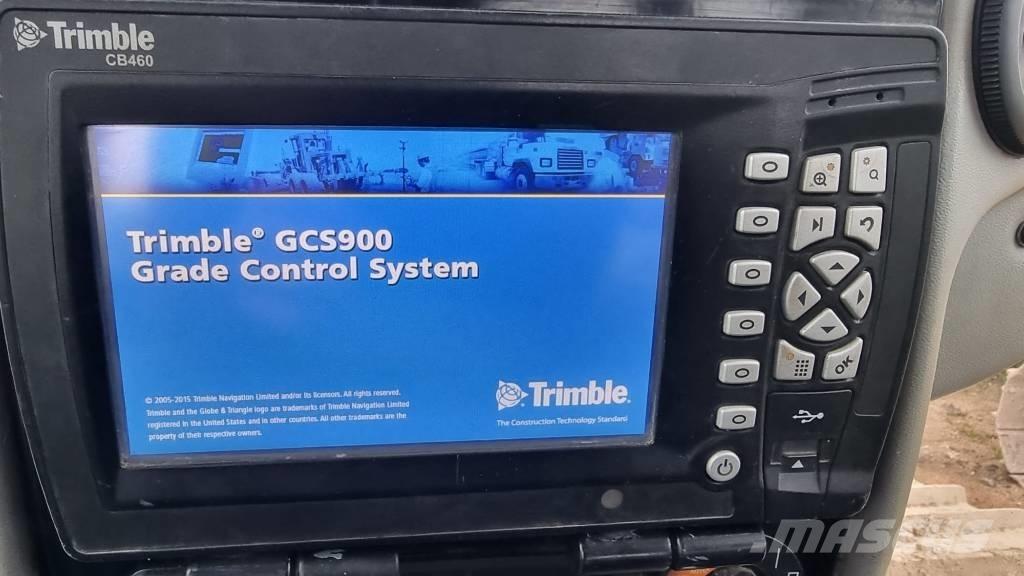 Trimble
CB460
Trimble® GCS900
Grade Control System
© 2005-2015 Trimble Navigation Limited and/or its licensors. All rights reserved.
Trimble and the Globe & Triangle logo are trademarks of Trimble Navigation Limited
registered in the United States and in other countries. All other trademarks are the
property of their respective owners.
Trimble.
The Construction Technology Standard
OK
MASCUS